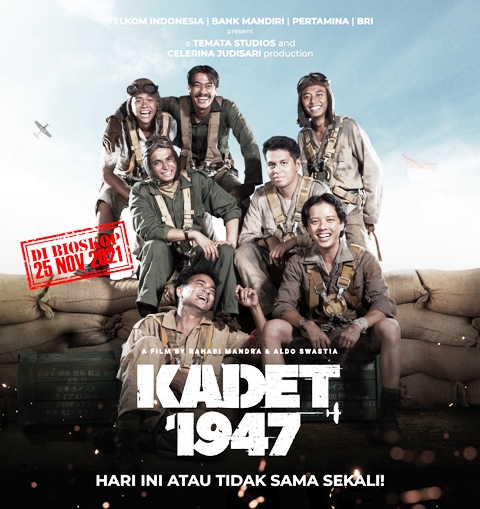 TELKOM INDONESIA | BANK MANDIRI | PERTAMINA | BRI
present
a TEMATA STUDIOS and
CELERINA JUDISARI production
DI BIOSKOP
25 NOV 2021
A FILM BY RAHABI MANDRA & ALDO SWASTIA
KADET
'1947
HARI INI ATAU TIDAK SAMA SEKALI!